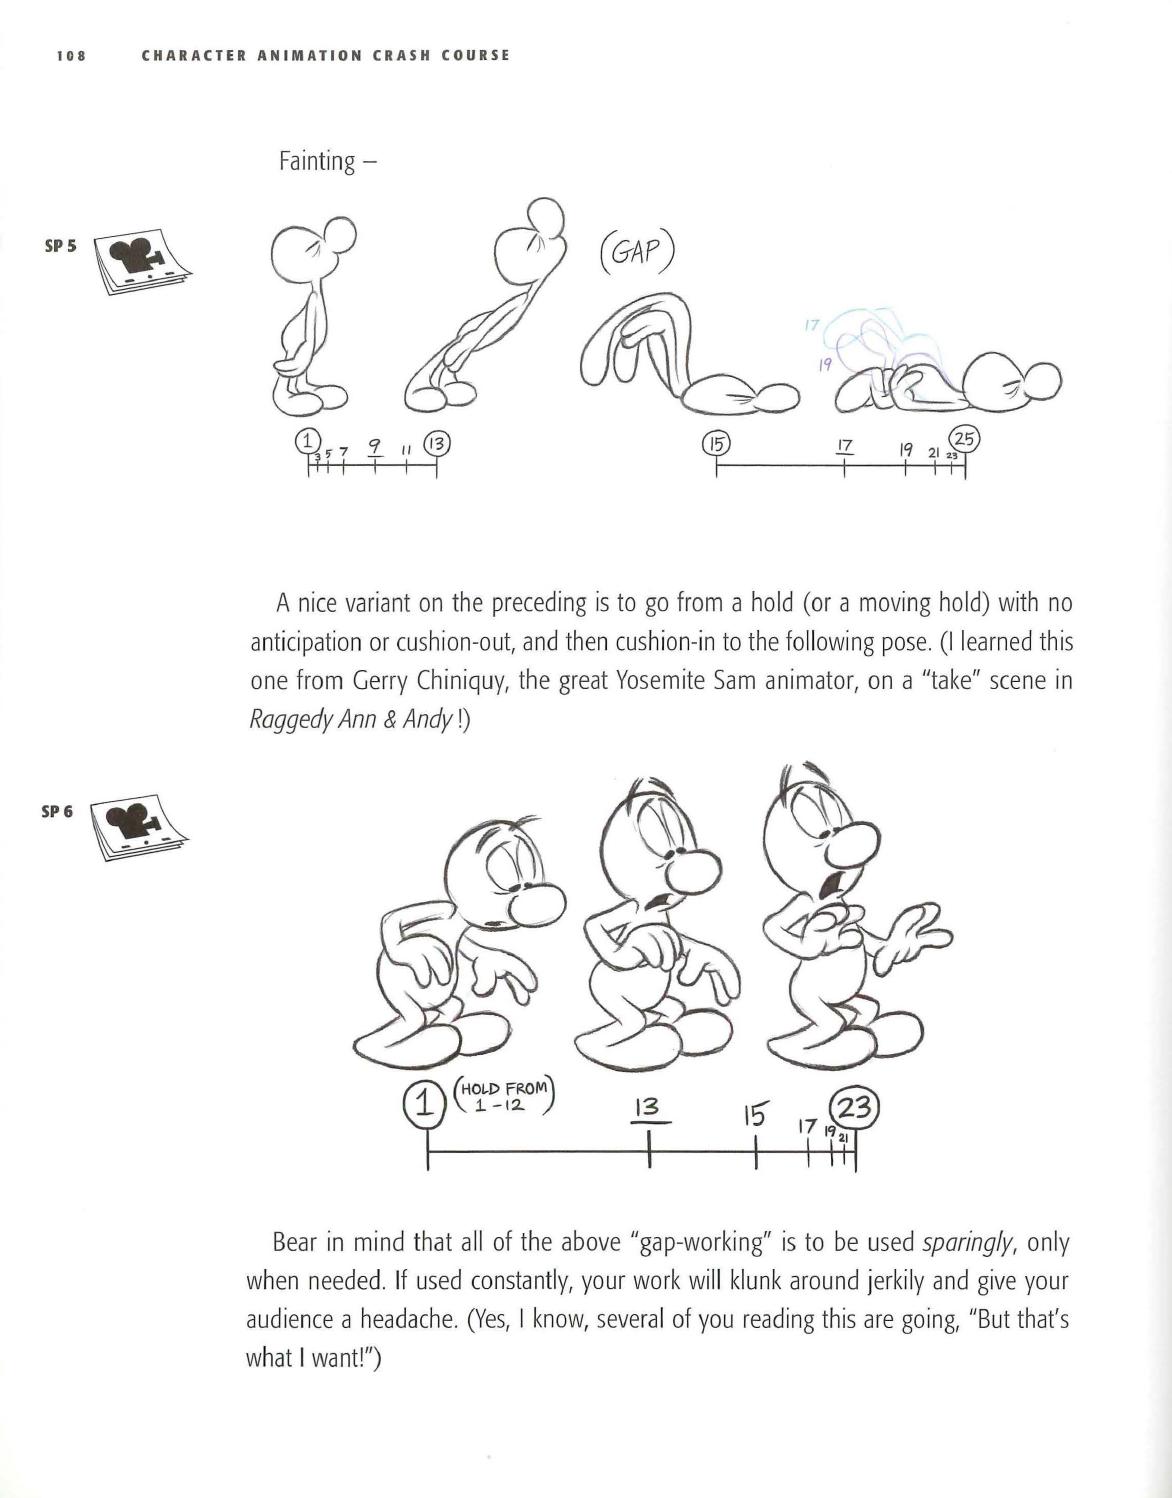 108 CHARACTER ANIMATION CRASH COURSE
Fainting –
SP 5
(GAP)
17
19
1 3 5 7 9 11 13
15 17 19 21 23 25
A nice variant on the preceding is to go from a hold (or a moving hold) with no
anticipation or cushion-out, and then cushion-in to the following pose. (I learned this
one from Gerry Chiniquy, the great Yosemite Sam animator, on a “take” scene in
Raggedy Ann & Andy !)
SP 6
1 (HOLD FROM
1-12)
13 15 17 19 21 23
Bear in mind that all of the above “gap-working” is to be used sparingly, only
when needed. If used constantly, your work will klunk around jerkily and give your
audience a headache. (Yes, I know, several of you reading this are going, “But that’s
what I want!”)